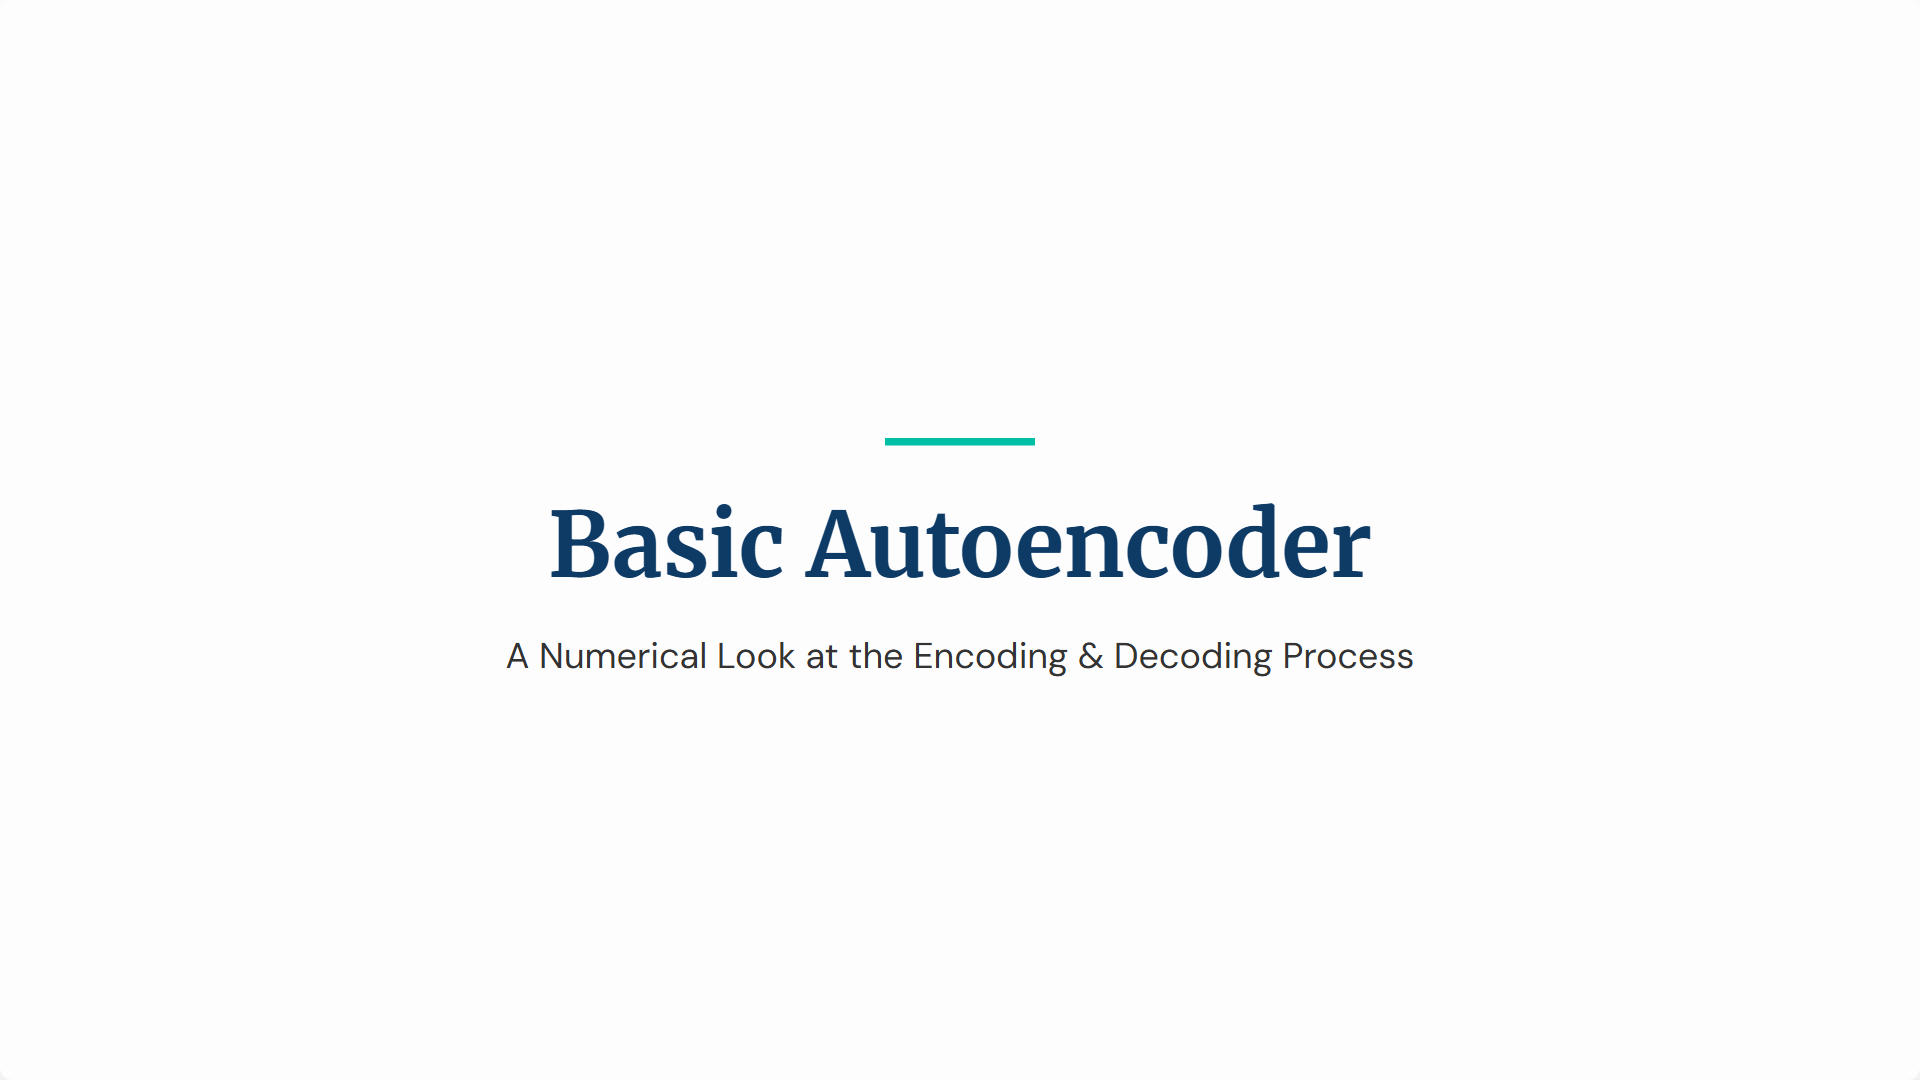 Basic Autoencoder
A Numerical Look at the Encoding & Decoding Process